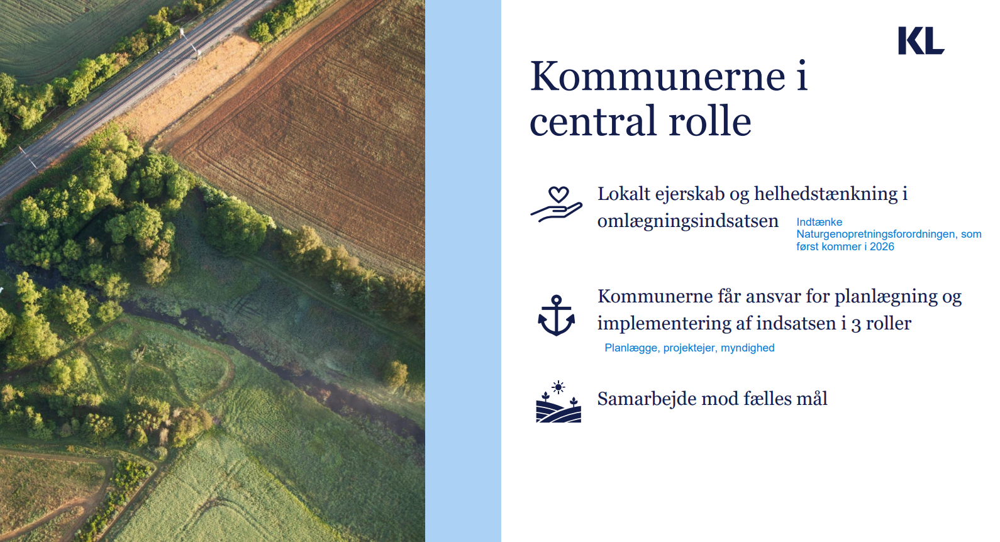 KL
Kommunerne i
central rolle
Lokalt ejerskab og helhedstænkning i
omlægningsindsatsen
Indtænke
Naturgenopretningsforordningen, som
først kommer i 2026
Kommunerne får ansvar for planlægning og
implementering af indsatsen i 3 roller
Planlægge, projektejer, myndighed
Samarbejde mod fælles mål